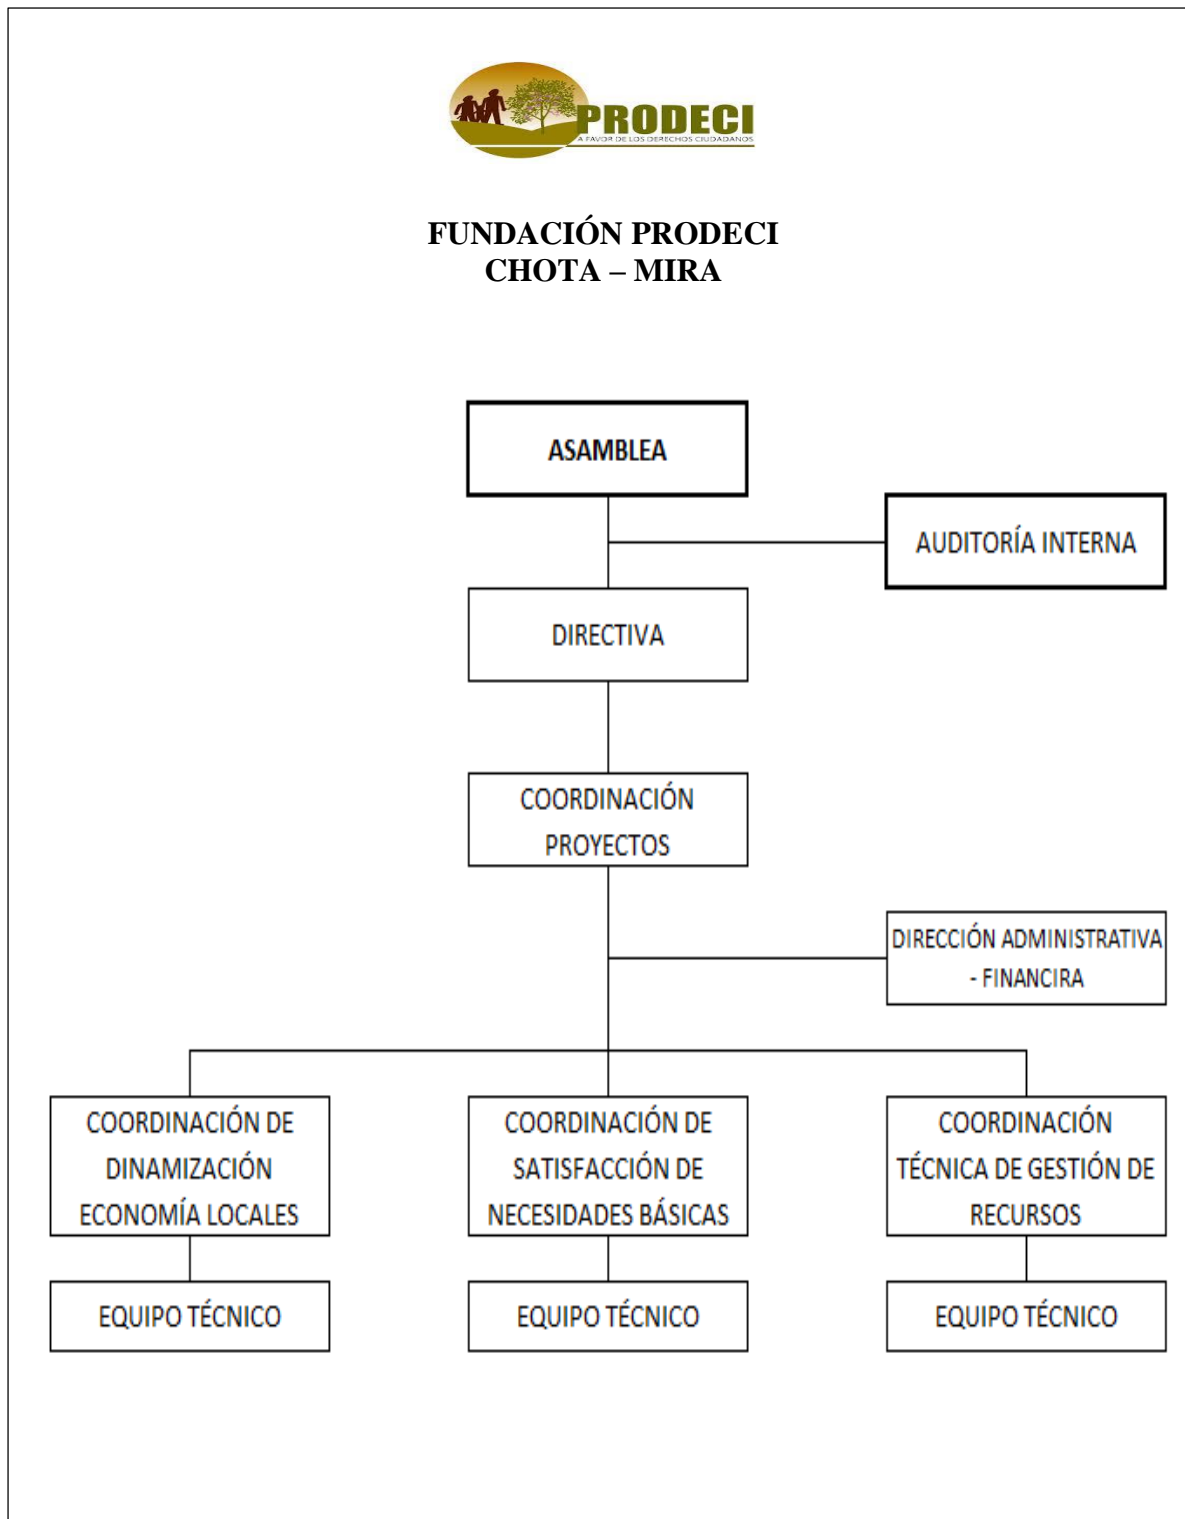 PRODECI
A FAVOR DE LOS DERECHOS CIUDADANOS
FUNDACIÓN PRODECI
CHOTA – MIRA
ASAMBLEA
AUDITORÍA INTERNA
DIRECTIVA
COORDINACIÓN
PROYECTOS
DIRECCIÓN ADMINISTRATIVA
- FINANCIRA
COORDINACIÓN DE
DINAMIZACIÓN
ECONOMÍA LOCALES
COORDINACIÓN DE
SATISFACCIÓN DE
NECESIDADES BÁSICAS
COORDINACIÓN
TÉCNICA DE GESTIÓN DE
RECURSOS
EQUIPO TÉCNICO
EQUIPO TÉCNICO
EQUIPO TÉCNICO